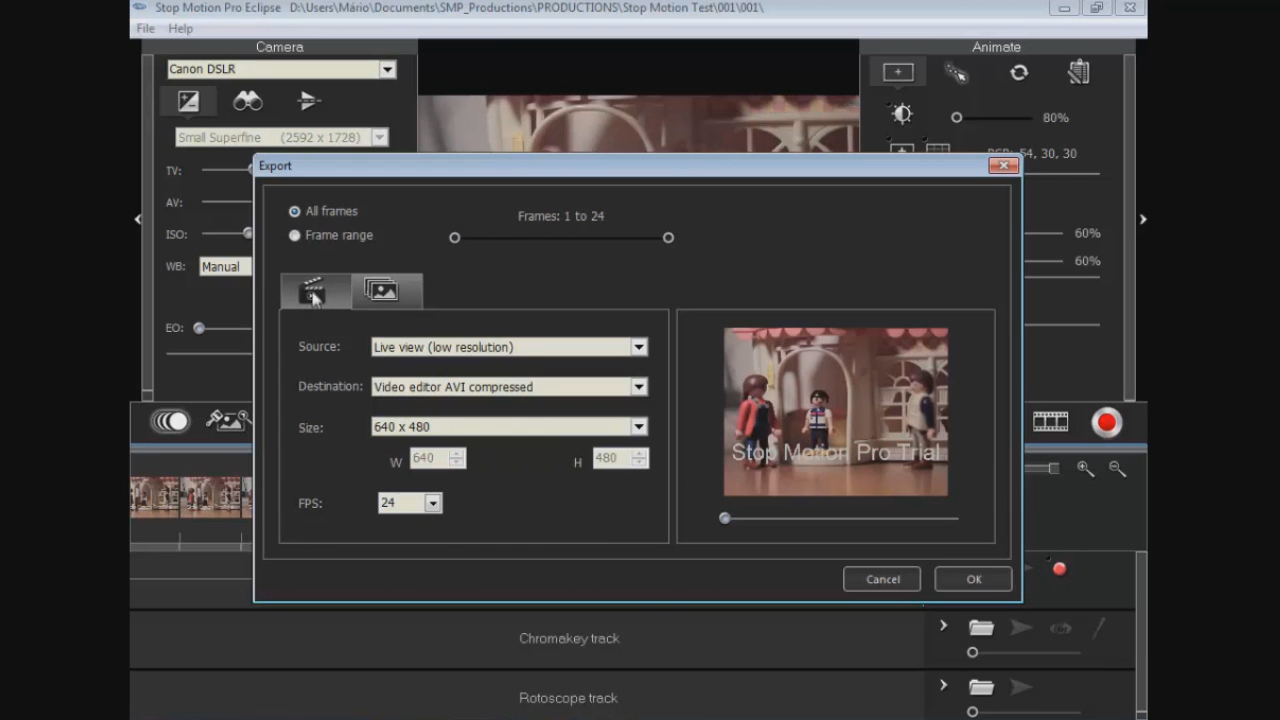 Stop Motion Pro Eclipse D:\Users\Mário\Documents\SMP_Productions\PRODUCTIONS\Stop Motion Test\001\001\
File Help
Camera
Animate
Canon DSLR
80%
Small Superfine (2592 x 1728)
TV:
54, 30, 30
Export
AV:
All frames
Frames: 1 to 24
ISO:
Frame range
60%
WB: Manual
60%
EO:
Source: Live view (low resolution)
Destination: Video editor AVI compressed
Size: 640 x 480
W 640 H 480
Stop Motion Pro Trial
FPS: 24
Cancel OK
Chromakey track
Rotoscope track